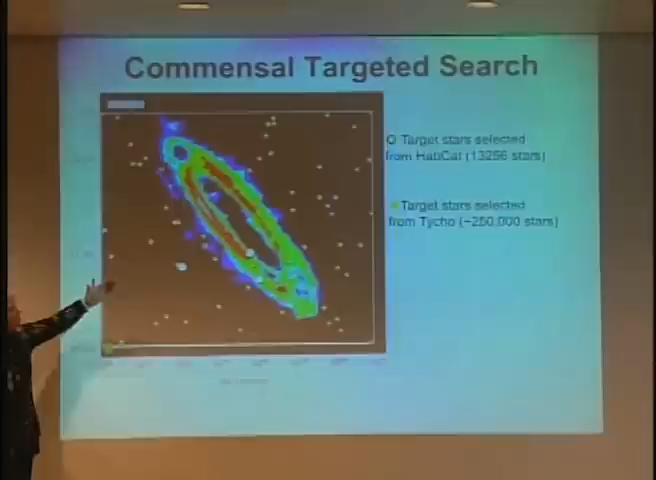 Commensal Targeted Search
Target stars selected
from HabCat (13256 stars)
Target stars selected
from Tycho (~250,000 stars)